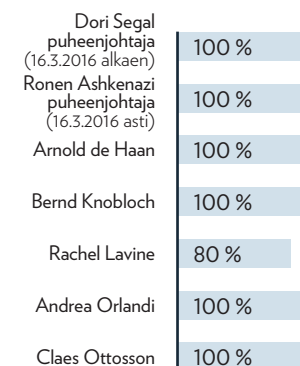 Dori Segal
puheenjohtaja
(16.3.2016 alkaen)
100 %
Ronen Ashkenazi
puheenjohtaja
(16.3.2016 asti)
100 %
Arnold de Haan
100 %
Bernd Knobloch
100 %
Rachel Lavine
80 %
Andrea Orlandi
100 %
Claes Ottosson
100 %